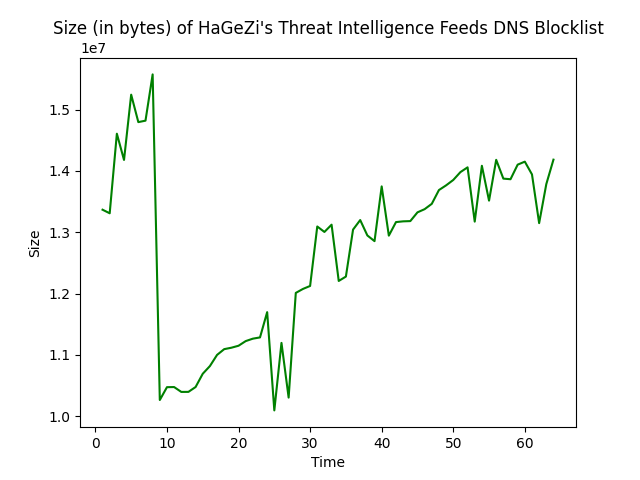 Size (in bytes) of HaGeZi's Threat Intelligence Feeds DNS Blocklist
1e7
1.5
1.4
1.3
1.2
1.1
1.0
Size
0 10 20 30 40 50 60
Time